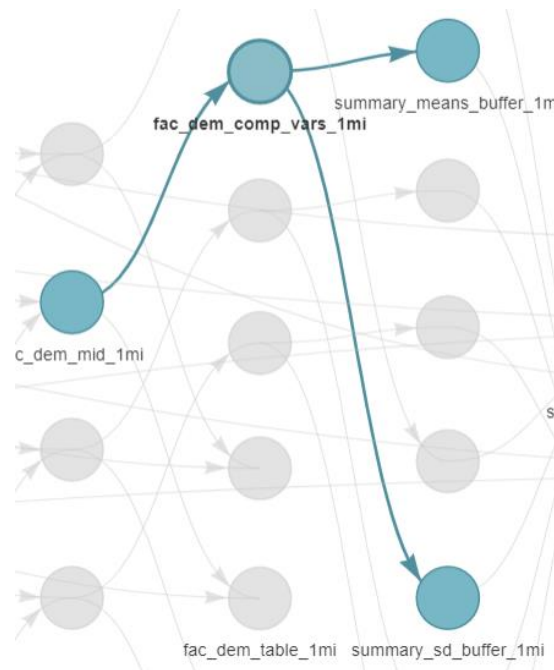 summary_means_buffer_1m
fac_dem_comp_vars_1mi
c_dem_mid_1mi
s
fac_dem_table_1mi
summary_sd_buffer_1mi